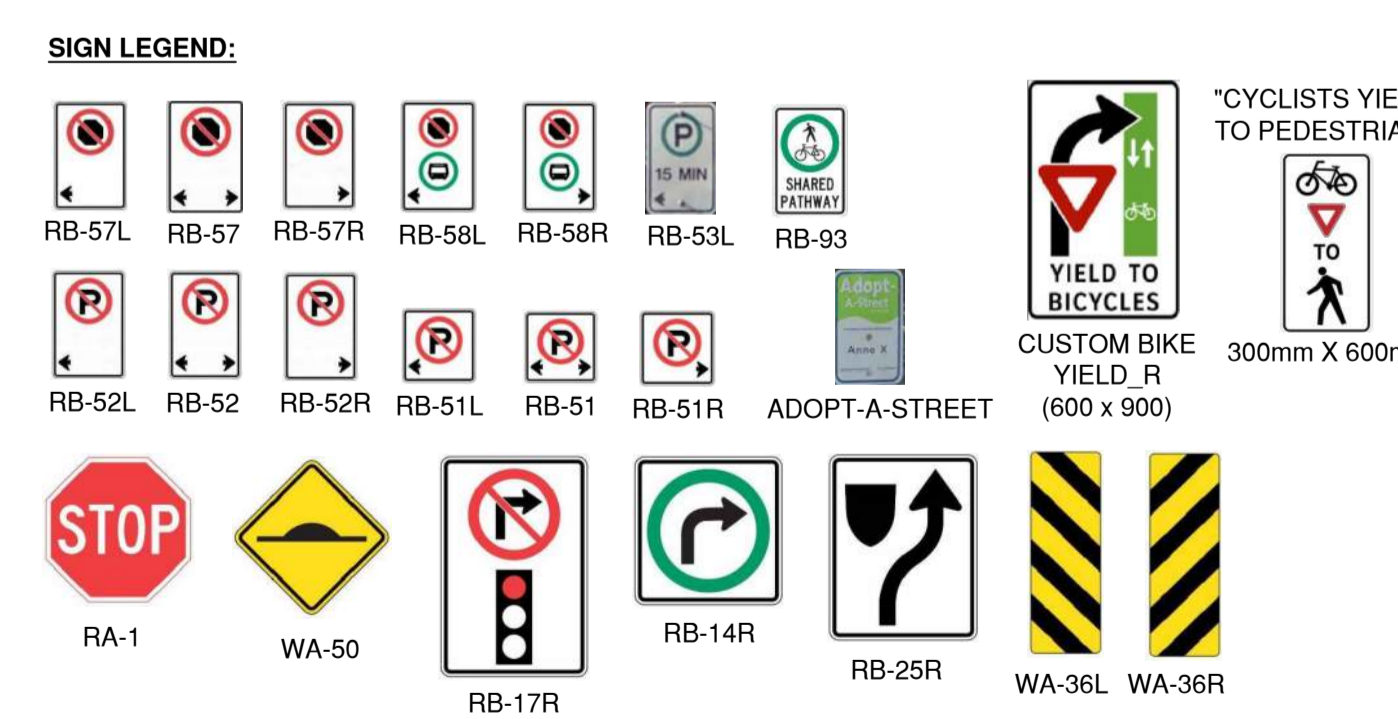 SIGN LEGEND:
P
15 MIN
SHARED
PATHWAY
RB-57L RB-57 RB-57R RB-58L RB-58R RB-53L RB-93
YIELD TO
BICYCLES
CUSTOM BIKE
YIELD_R
(600 x 900)
"CYCLISTS YIE
TO PEDESTRIA
TO
300mm X 600m
P P P P P P
Adopt-
A-Street
Anne X
RB-52L RB-52 RB-52R RB-51L RB-51 RB-51R ADOPT-A-STREET
STOP
RA-1 WA-50 RB-17R RB-14R RB-25R WA-36L WA-36R